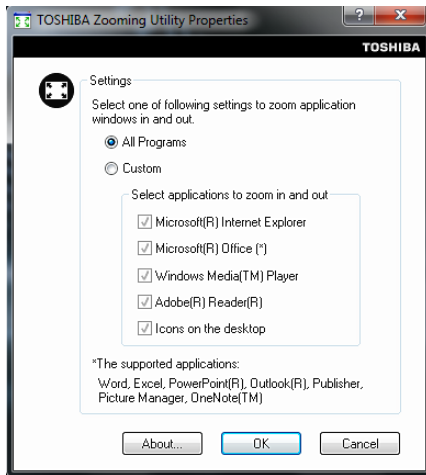 TOSHIBA Zooming Utility Properties
TOSHIBA
Settings
Select one of following settings to zoom application
windows in and out.
All Programs
Custom
Select applications to zoom in and out
Microsoft(R) Internet Explorer
Microsoft(R) Office (*)
Windows Media(TM) Player
Adobe(R) Reader(R)
Icons on the desktop
*The supported applications:
Word, Excel, PowerPoint(R), Outlook(R), Publisher,
Picture Manager, OneNote(TM)
About... OK Cancel